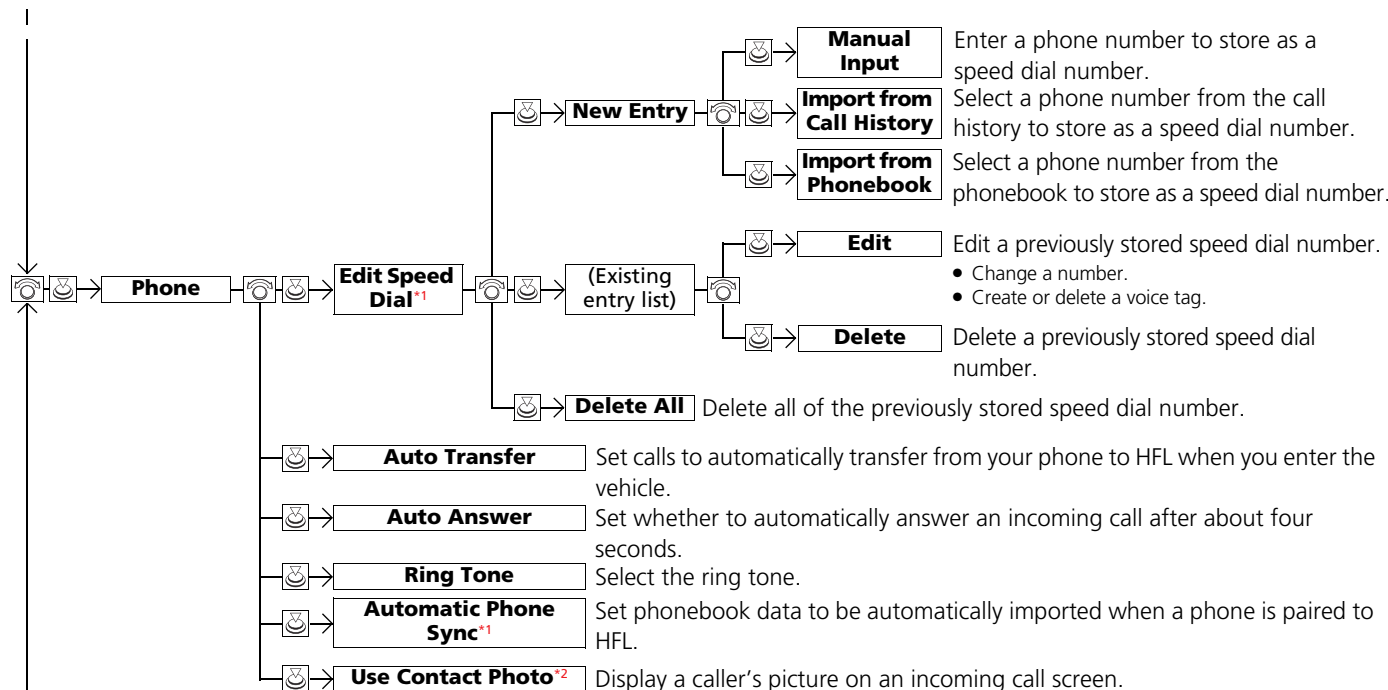 Manual
Input
Enter a phone number to store as a
speed dial number.
New Entry
Import from
Call History
Select a phone number from the call
history to store as a speed dial number.
Import from
Phonebook
Select a phone number from the
phonebook to store as a speed dial number.
Phone
Edit Speed
Dial*1
(Existing
entry list)
Edit
Edit a previously stored speed dial number.
● Change a number.
● Create or delete a voice tag.
Delete
Delete a previously stored speed dial
number.
Delete All
Delete all of the previously stored speed dial number.
Auto Transfer
Set calls to automatically transfer from your phone to HFL when you enter the
vehicle.
Auto Answer
Set whether to automatically answer an incoming call after about four
seconds.
Ring Tone
Select the ring tone.
Automatic Phone
Sync*1
Set phonebook data to be automatically imported when a phone is paired to
HFL.
Use Contact Photo*2
Display a caller's picture on an incoming call screen.